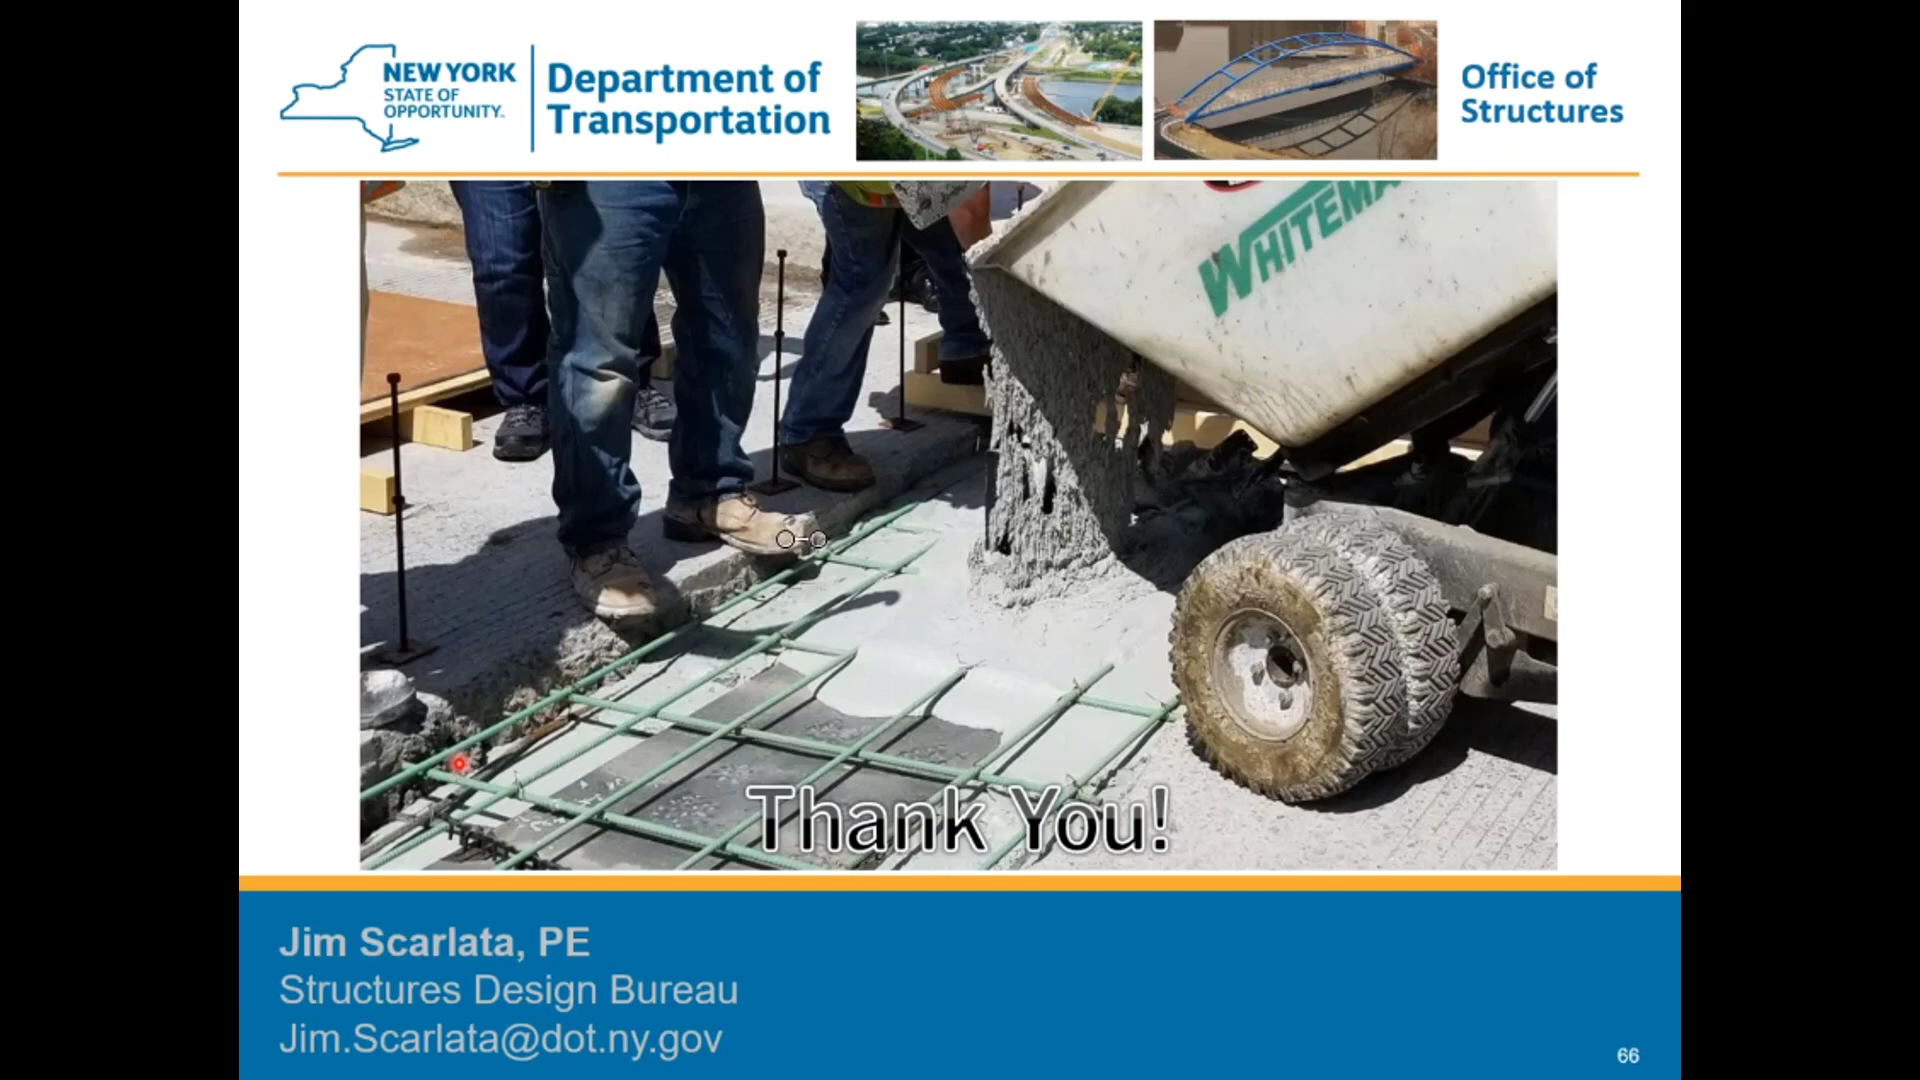 NEW YORK
STATE OF
OPPORTUNITY.
Department of
Transportation
Office of
Structures
WHITEMA
Thank You!
Jim Scarlata, PE
Structures Design Bureau
Jim.Scarlata@dot.ny.gov
66